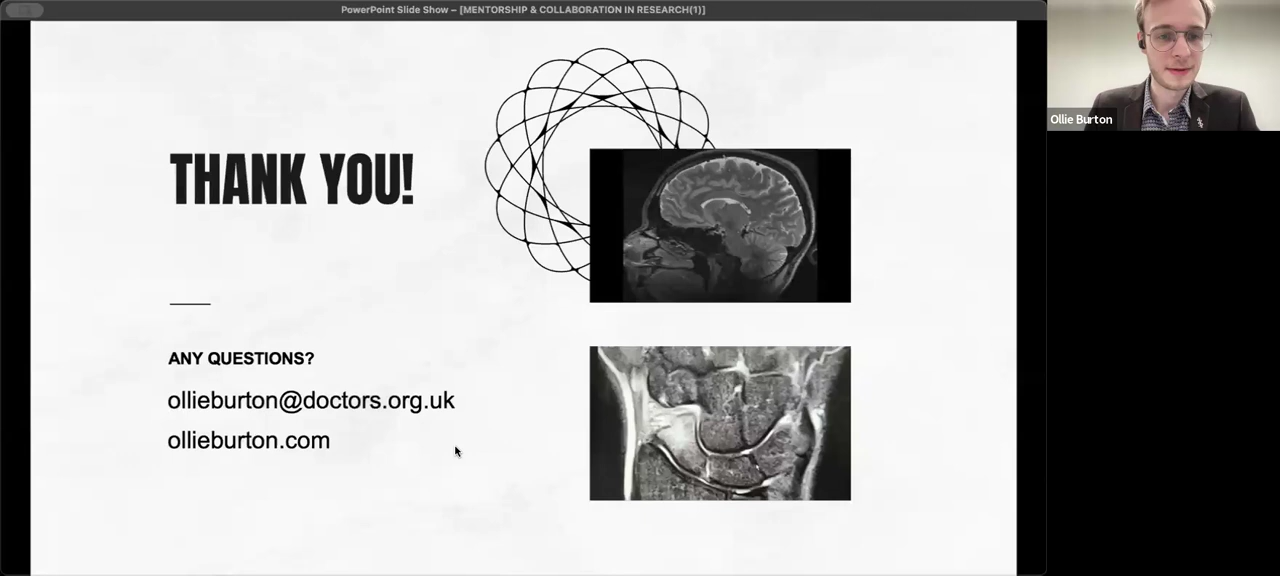 PowerPoint Slide Show – [MENTORSHIP & COLLABORATION IN RESEARCH(1)]
Ollie Burton
THANK YOU!
ANY QUESTIONS?
ollieburton@doctors.org.uk
ollieburton.com